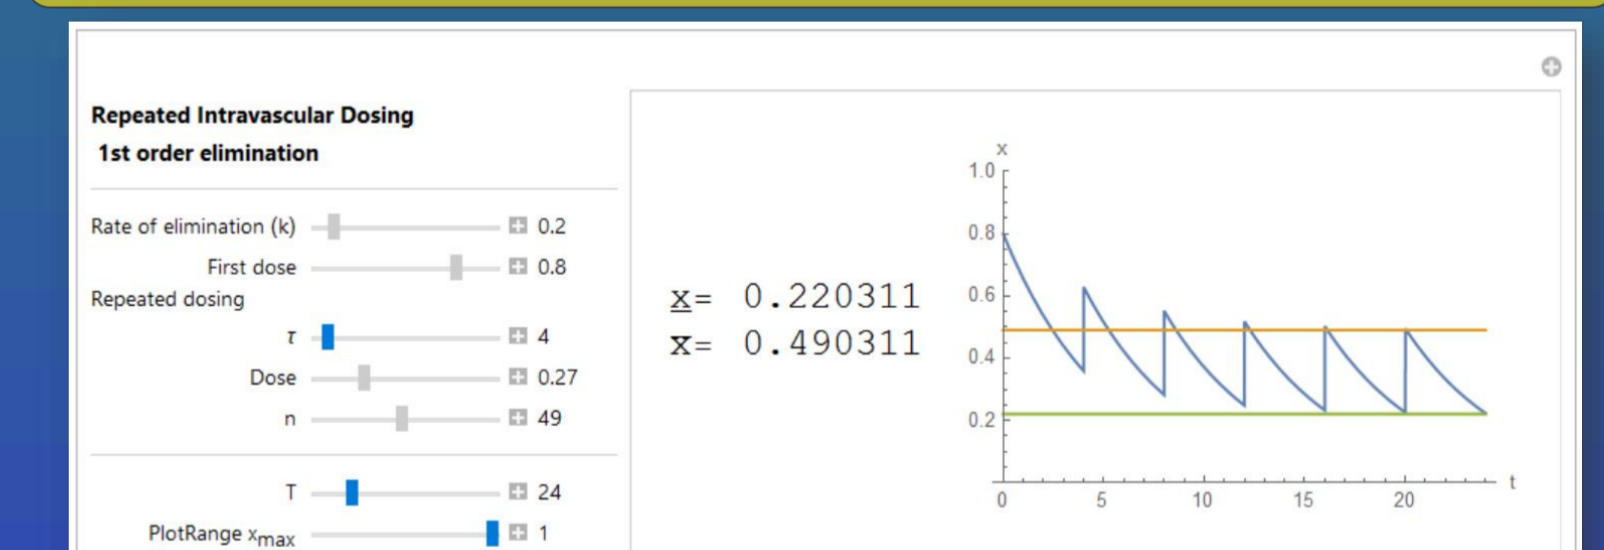 Repeated Intravascular Dosing
1st order elimination
Rate of elimination (k) 0.2
First dose 0.8
Repeated dosing
τ 4
Dose 0.27
n 49
T 24
PlotRange xmax 1
x= 0.220311
x= 0.490311
x
1.0
0.8
0.6
0.4
0.2
0 5 10 15 20 t